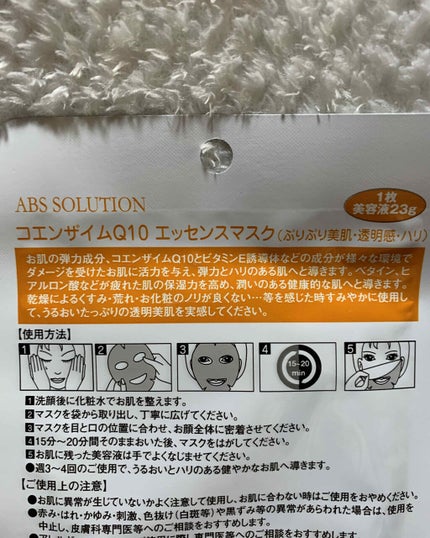 ABS SOLUTION
1枚
美容液23g
コエンザイムQ10 エッセンスマスク(ぷりぷり美肌・透明感・ハリ)
お肌の弾力成分、コエンザイムQ10とビタミンE誘導体などの成分が様々な環境で
ダメージを受けたお肌に活力を与え、弾力とハリのある肌へと導きます。ベタイン、ヒ
アルロン酸などが疲れた肌の保湿力を高め、潤いのある健康的な肌へと導きます。
乾燥によるくすみ・荒れ・お化粧のノリが良くない…等を感じた時すみやかに使用し
て、うるおいたっぷりの透明美肌を実感してください。
【使用方法】
1 2 3 4 5
15~20
min
1洗顔後に化粧水でお肌を整えます。
2マスクを袋から取り出し、丁寧に広げてください。
3マスクを目と口の位置に合わせ、お顔全体に密着させてください。
4 15分~20分間そのままおいた後、マスクをはがしてください。
5お肌に残った美容液は手でよくなじませてください。
●週3~4回のご使用で、うるおいとハリのある健やかなお肌へ導きます。
【ご使用上の注意】
●お肌に異常が生じていないかよく注意して使用し、お肌に合わない時はご使用をおやめください。
●赤み・はれ・かゆみ・刺激、色抜け(白斑等)や黒ずみ等の異常があらわれた場合は、使用を
中止し、皮膚科専門医等へのご相談をおすすめします。